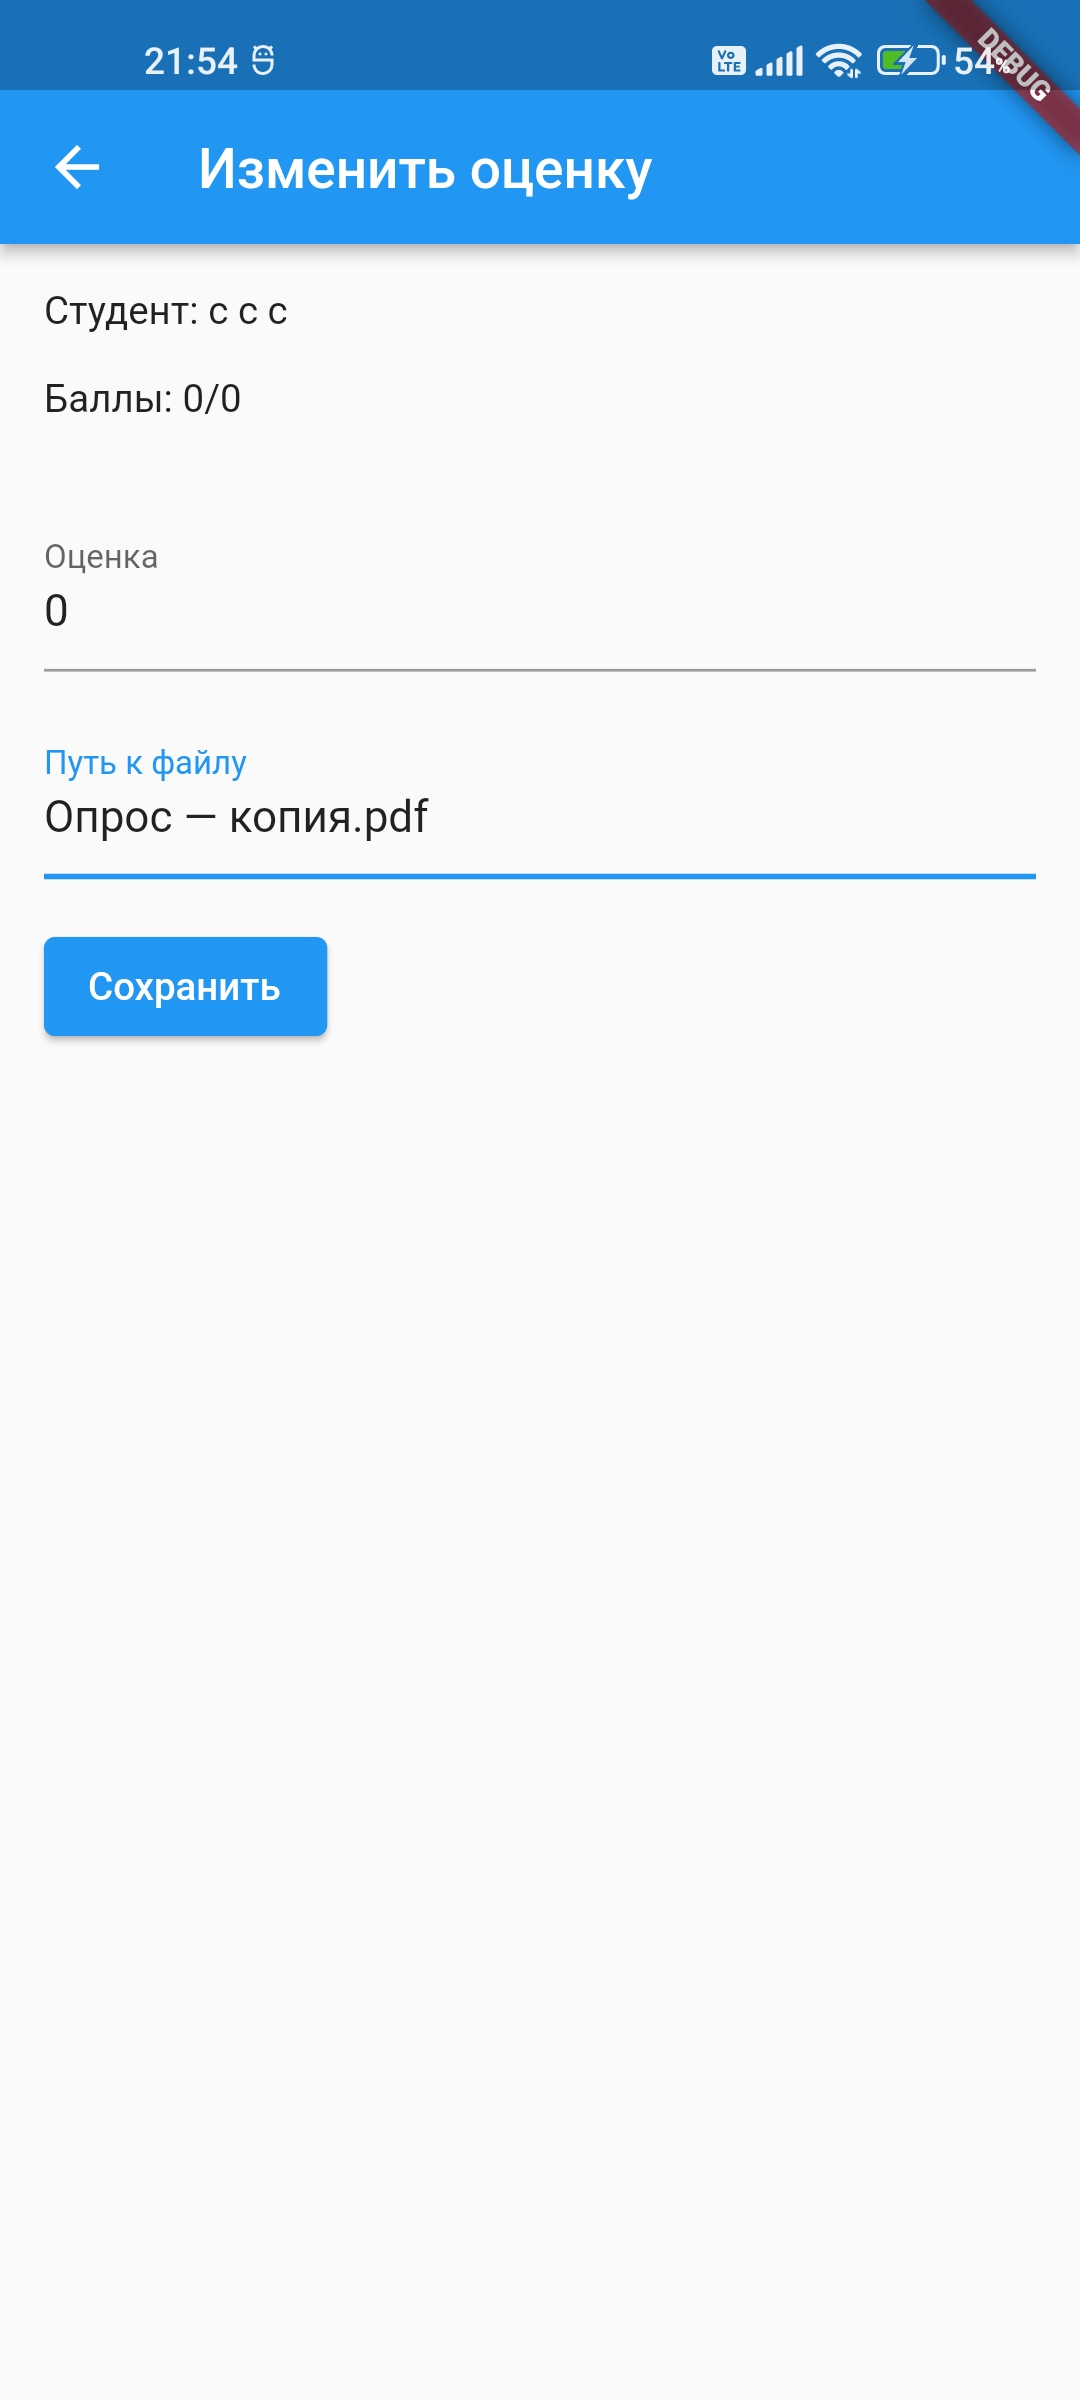 21:54 Vo LTE 54%
DEBUG
Изменить оценку
Студент: с с с
Баллы: 0/0
Оценка
0
Путь к файлу
Опрос — копия.pdf
Сохранить